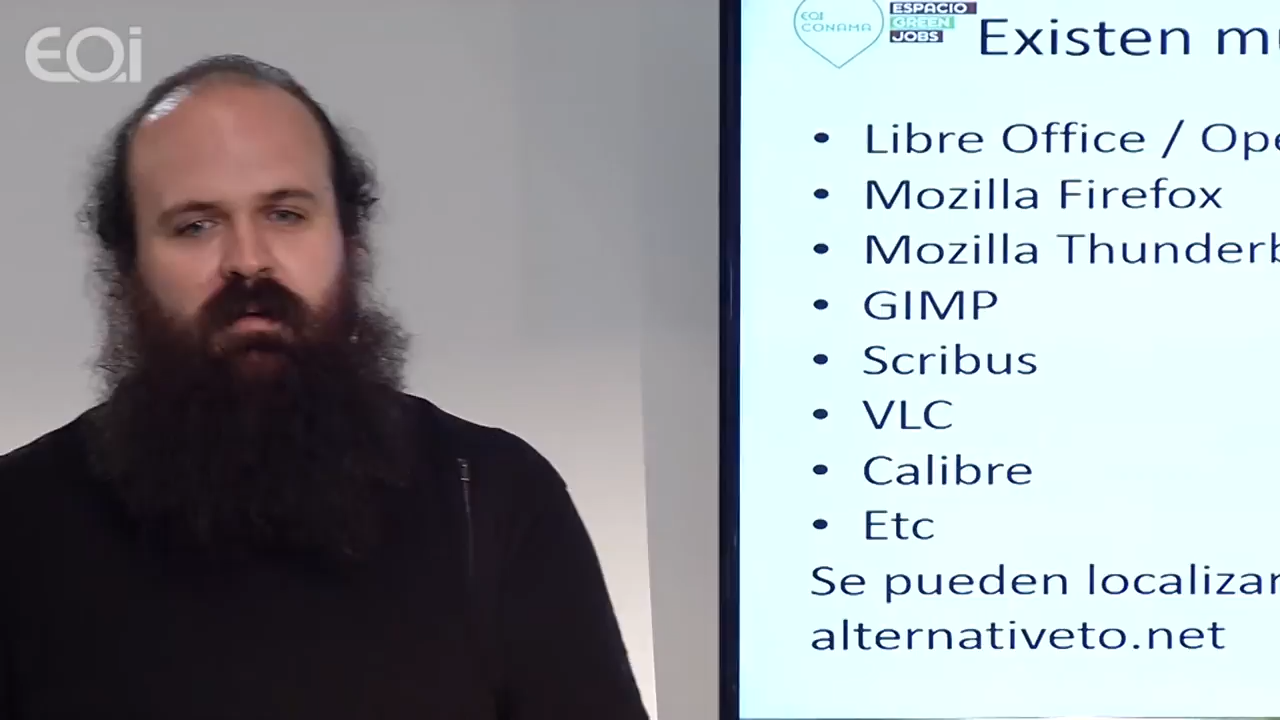 EOi
EOI
CONAMA
ESPACIO
GREEN
JOBS
Existen mu
• Libre Office / Ope
• Mozilla Firefox
• Mozilla Thunderb
• GIMP
• Scribus
• VLC
• Calibre
• Etc
Se pueden localizar
alternativeto.net